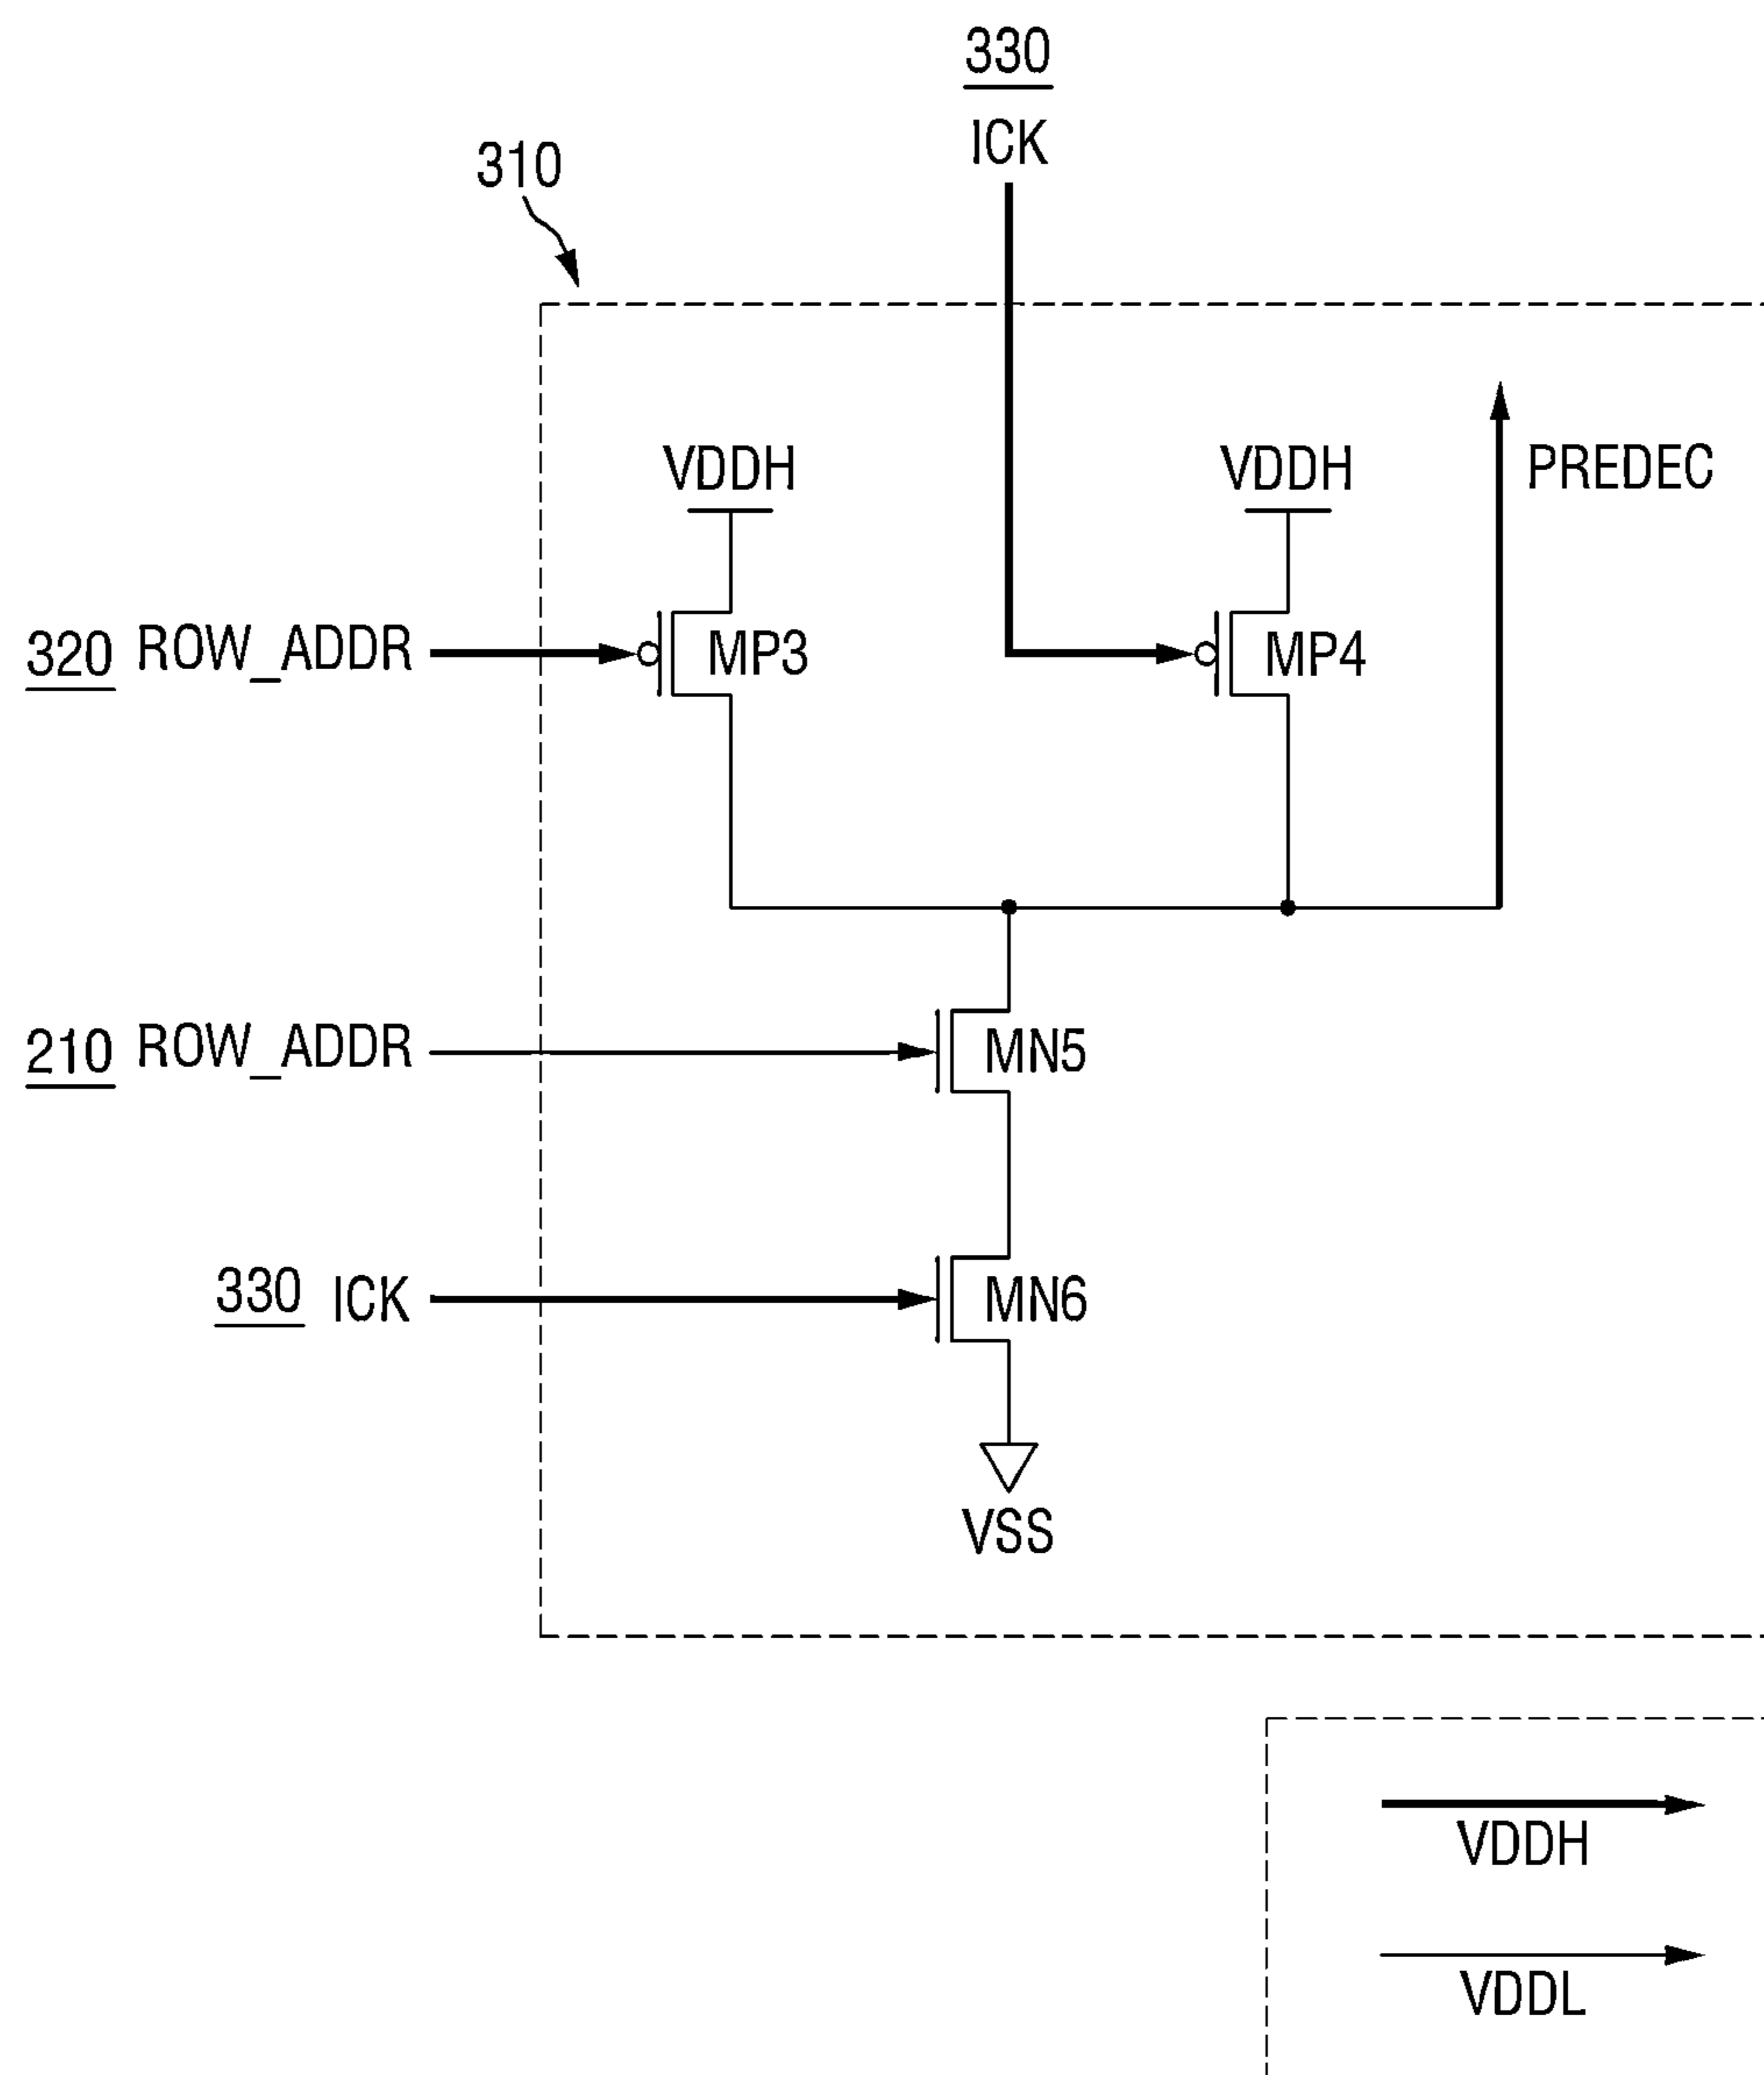 330
ICK
310
VDDH
VDDH
PREDEC
320 ROW_ADDR
MP3
MP4
210 ROW_ADDR
MN5
330 ICK
MN6
VSS
VDDH
VDDL